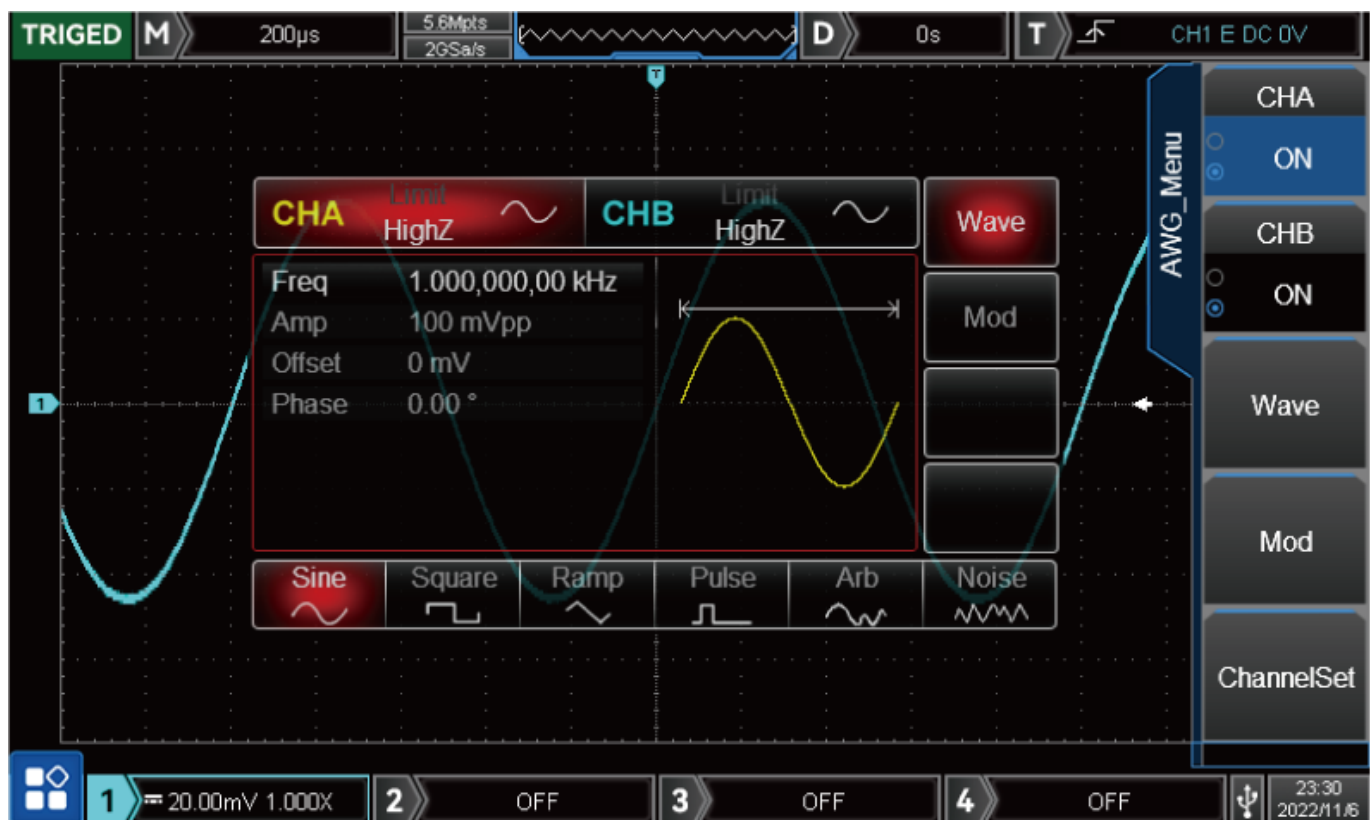 TRIGED M 200μs 5.6Mpts D 0s T CH1 E DC 0V
2GSa/s
T
CHA
ON
AWG_Menu
CHB
ON
Wave
Mod
ChannelSet
CHA Limit CHB Limit
HighZ HighZ
Wave
Mod
Freq 1.000,000,00 kHz
Amp 100 mVpp
Offset 0 mV
Phase 0.00 °
1
Sine Square Ramp Pulse Arb Noise
1 20.00mV 1.000X 2 OFF 3 OFF 4 OFF 23:30
2022/11/6